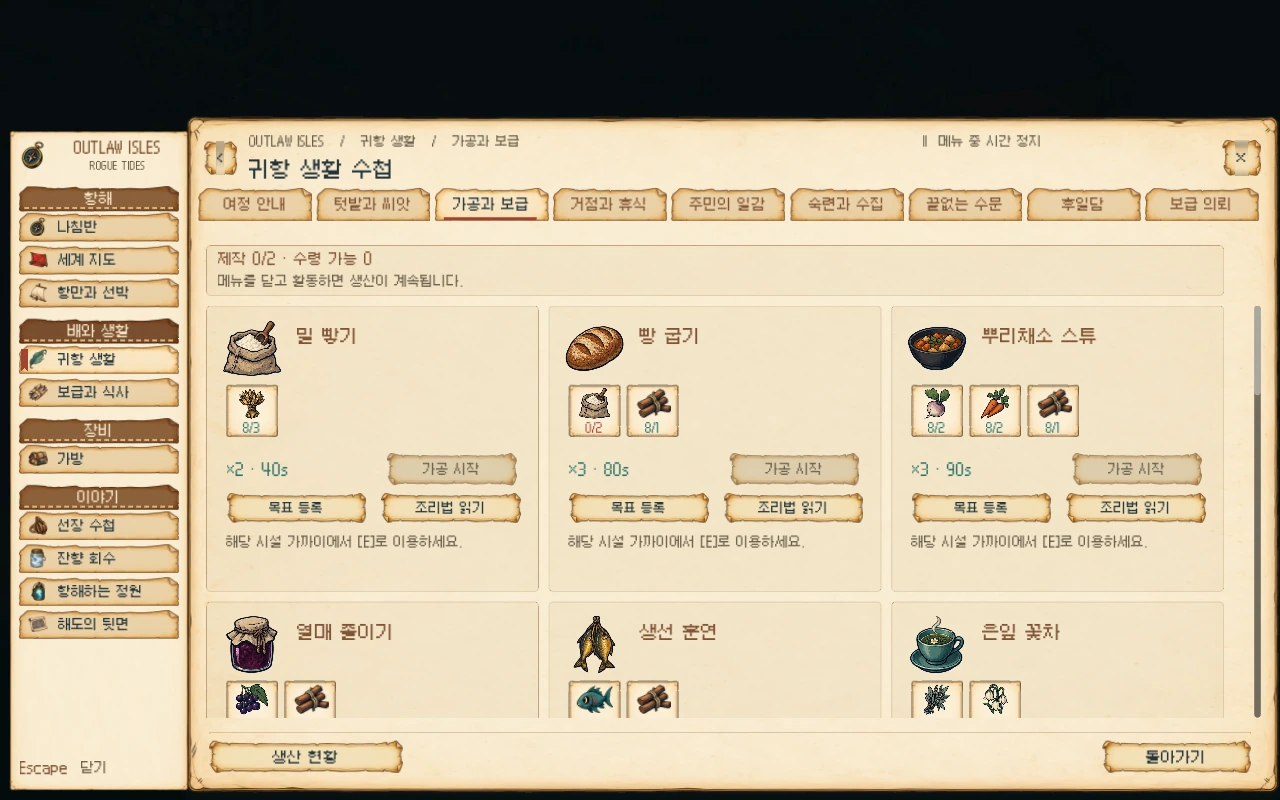 OUTLAW ISLES
ROGUE TIDES
항해
나침반
세계 지도
항만과 선박
배와 생활
귀항 생활
보급과 식사
장비
가방
이야기
선장 수첩
잔향 회수
항해하는 정원
해도의 뒷면
Escape 닫기
OUTLAW ISLES / 귀항 생활 / 가공과 보급
Ⅱ 메뉴 중 시간 정지
귀항 생활 수첩
여정 안내 텃밭과 씨앗 가공과 보급 거점과 휴식 주민의 일감 숙련과 수집 끝없는 수문 후일담 보급 의뢰
제작 0/2 · 수령 가능 0
메뉴를 닫고 활동하면 생산이 계속됩니다.
밀 빻기
8/3
×2 · 40s
가공 시작
목표 등록 조리법 읽기
해당 시설 가까이에서 [E]로 이용하세요.
빵 굽기
0/2 8/1
×3 · 80s
가공 시작
목표 등록 조리법 읽기
해당 시설 가까이에서 [E]로 이용하세요.
뿌리채소 스튜
8/2 8/2 8/1
×3 · 90s
가공 시작
목표 등록 조리법 읽기
해당 시설 가까이에서 [E]로 이용하세요.
열매 졸이기
생선 훈연
은잎 꽃차
생산 현황
돌아가기